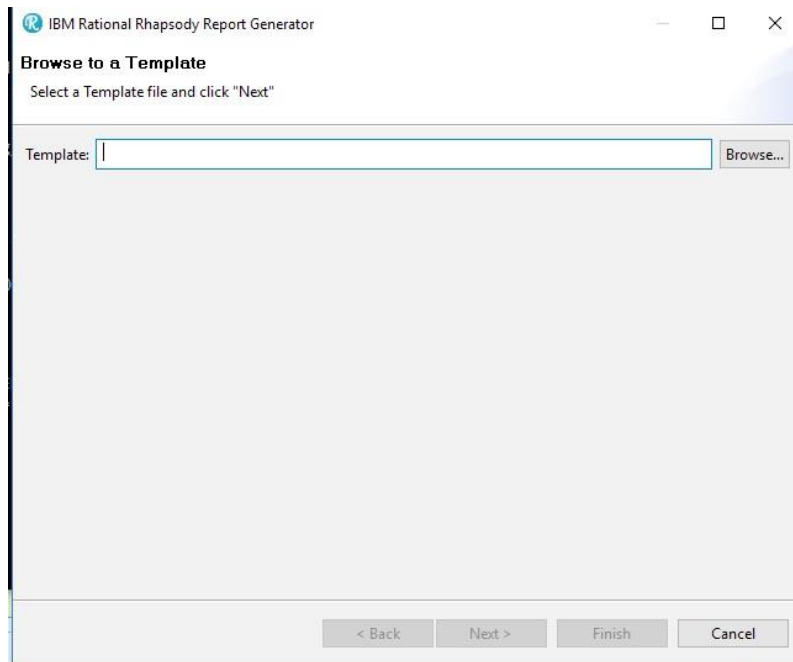 IBM Rational Rhapsody Report Generator
Browse to a Template
Select a Template file and click "Next"
Template:
Browse...
< Back Next > Finish Cancel